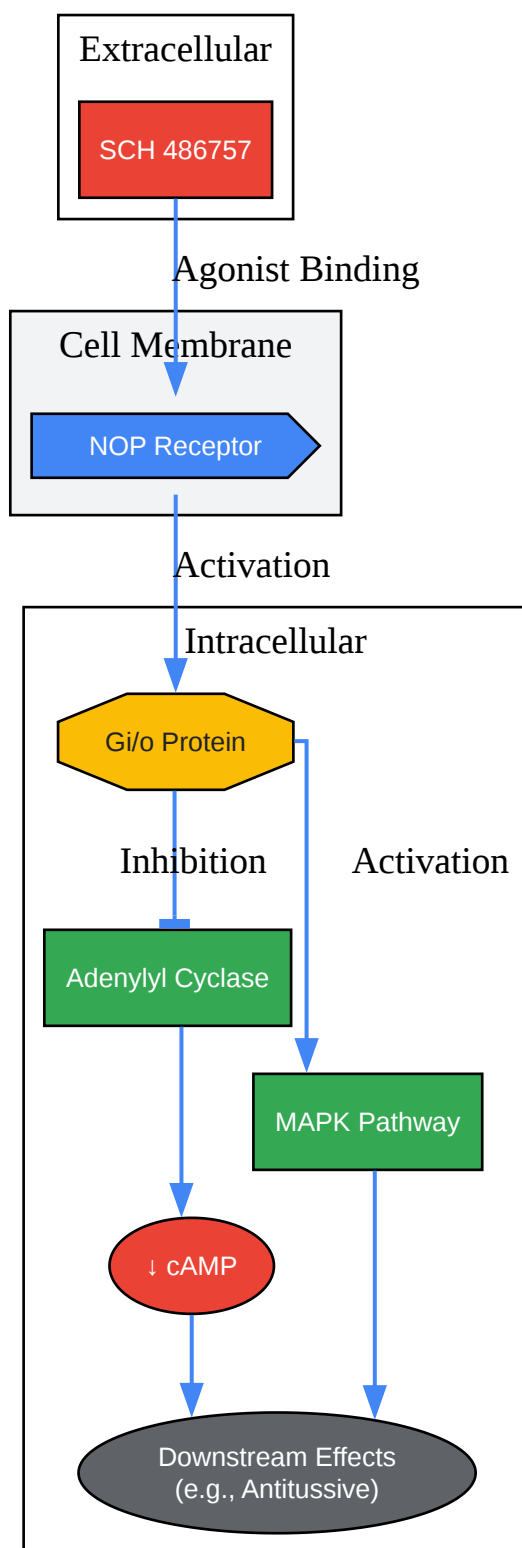 Extracellular
SCH 486757
Agonist Binding
Cell Membrane
NOP Receptor
Activation
Intracellular
Gi/o Protein
Inhibition
Activation
Adenylyl Cyclase
MAPK Pathway
↓ cAMP
Downstream Effects
(e.g., Antitussive)